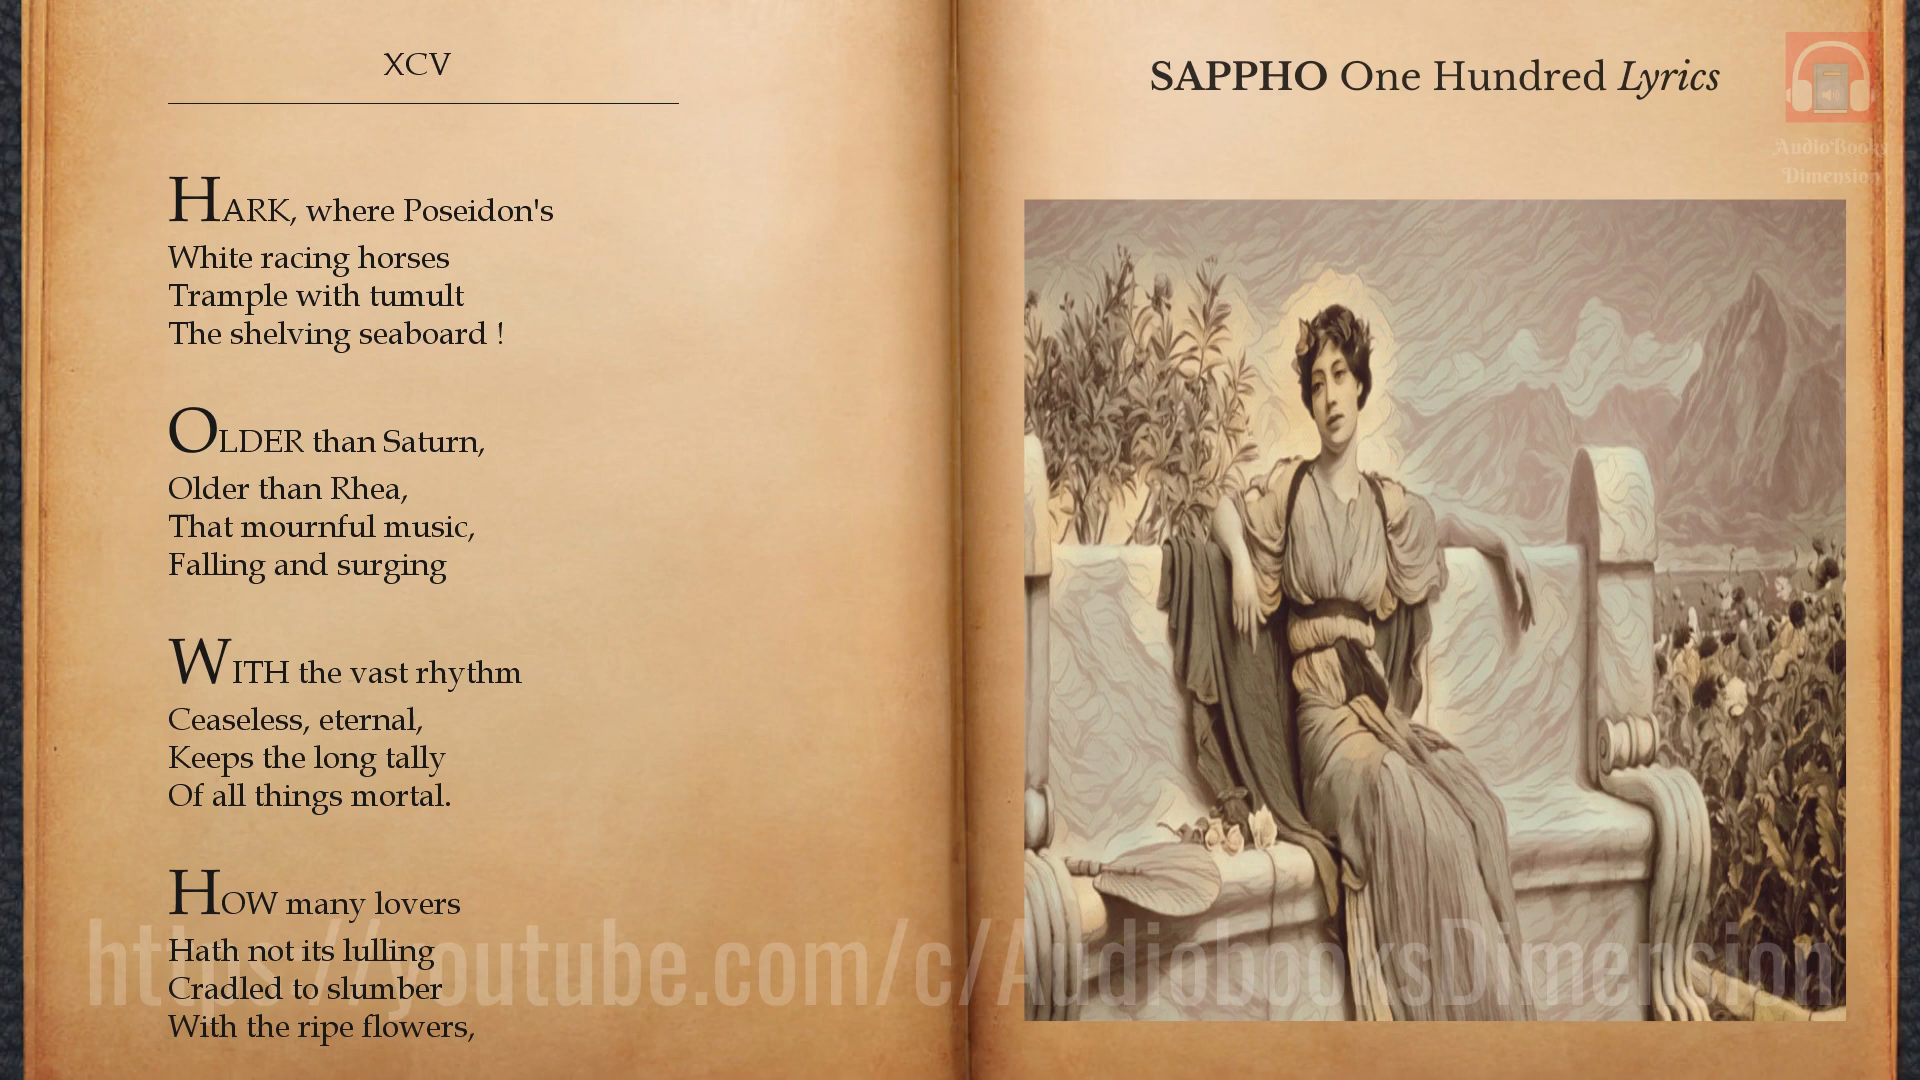 XCV
HARK, where Poseidon's
White racing horses
Trample with tumult
The shelving seaboard !
OLDER than Saturn,
Older than Rhea,
That mournful music,
Falling and surging
WITH the vast rhythm
Ceaseless, eternal,
Keeps the long tally
Of all things mortal.
HOW many lovers
Hath not its lulling
Cradled to slumber
With the ripe flowers,
SAPPHO One Hundred Lyrics
AudioBooks
Dimension
https://youtube.com/c/AudiobooksDimension